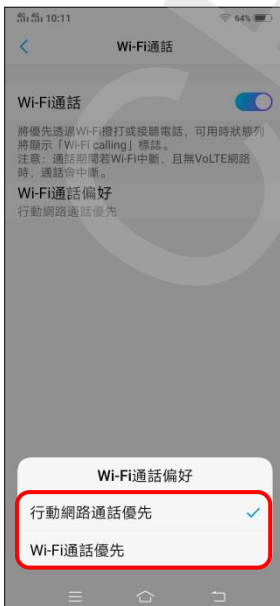 10:11
64%
Wi-Fi通話
Wi-Fi通話
將優先透過Wi-Fi撥打或接聽電話，可用時狀態列
將顯示「Wi-Fi calling」標誌。
注意：通話期間若Wi-Fi中斷，且無VoLTE網路
時，通話會中斷。
Wi-Fi通話偏好
行動網路通話優先
Wi-Fi通話偏好
行動網路通話優先
Wi-Fi通話優先